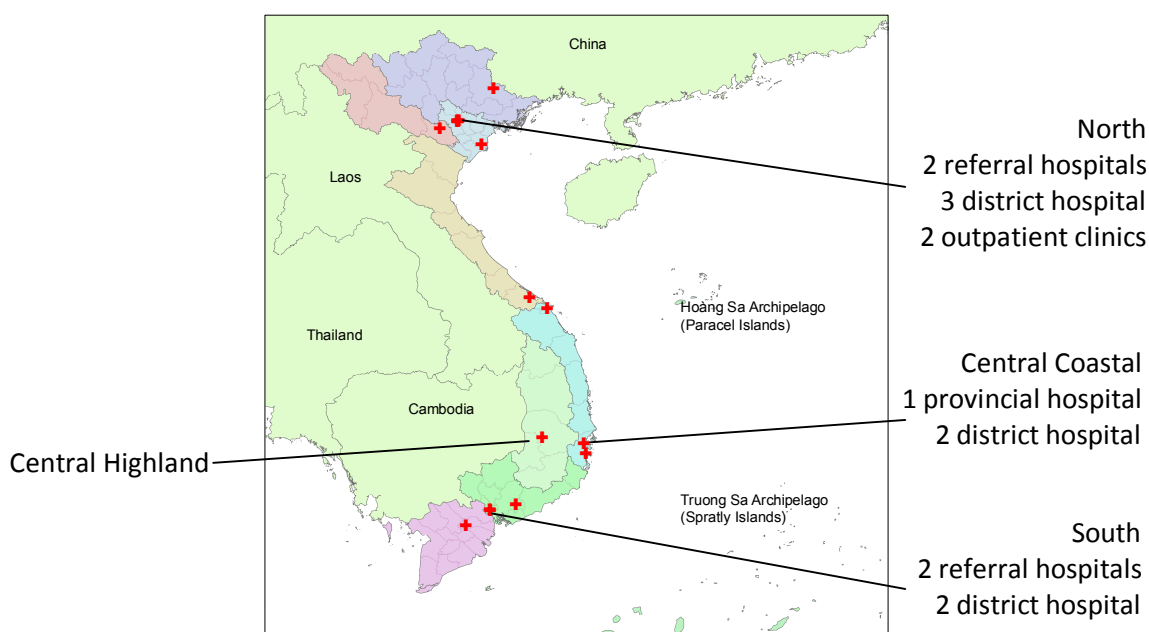 China
North
2 referral hospitals
3 district hospital
2 outpatient clinics
Laos
Hoàng Sa Archipelago
(Paracel Islands)
Thailand
Central Coastal
1 provincial hospital
2 district hospital
Cambodia
Central Highland
Truong Sa Archipelago
(Spratly Islands)
South
2 referral hospitals
2 district hospital